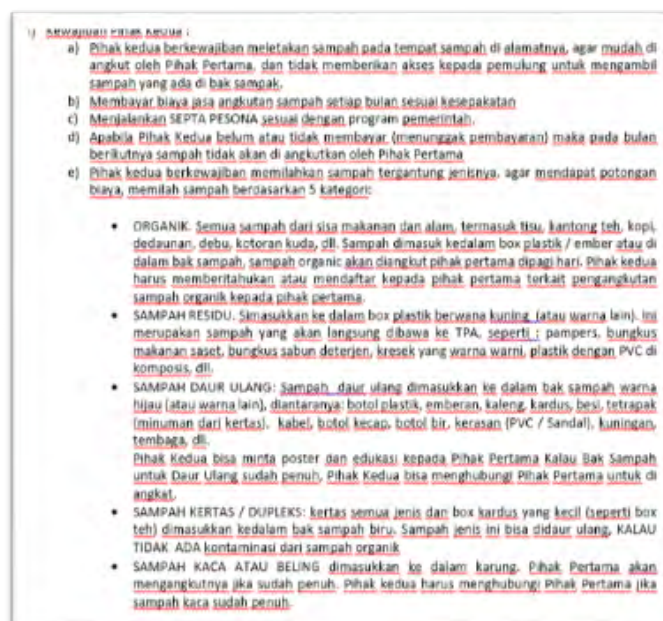 i) Kewajiban Pihak Kedua :
a) Pihak kedua berkewajiban meletakan sampah pada tempat sampah di alamatnya, agar mudah di
angkut oleh Pihak Pertama, dan tidak memberikan akses kepada pemulung untuk mengambil
sampah yang ada di bak sampak.
b) Membayar biaya jasa angkutan sampah setiap bulan sesuai kesepakatan
c) Menjalankan SEPTA PESONA sesuai dengan program pemerintah.
d) Apabila Pihak Kedua belum atau tidak membayar (menunggak pembayaran) maka pada bulan
berikutnya sampah tidak akan di angkutkan oleh Pihak Pertama
e) Pihak kedua berkewajiban memilahkan sampah tergantung jenisnya, agar mendapat potongan
biaya, memilah sampah berdasarkan 5 kategori:
• ORGANIK. Semua sampah dari sisa makanan dan alam, termasuk tisu, kantong teh, kopi,
dedaunan, debu, kotoran kuda, dll. Sampah dimasuk kedalam box plastik / ember atau di
dalam bak sampah, sampah organic akan diangkut pihak pertama dipagi hari. Pihak kedua
harus memberitahukan atau mendaftar kepada pihak pertama terkait pengangkutan
sampah organik kepada pihak pertama.
• SAMPAH RESIDU. Simasukkan ke dalam box plastik berwana kuning (atau warna lain). Ini
merupakan sampah yang akan langsung dibawa ke TPA, seperti : pampers, bungkus
makanan saset, bungkus sabun deterjen, kresek yang warna warni, plastik dengan PVC di
komposis, dll.
• SAMPAH DAUR ULANG: Sampah daur ulang dimasukkan ke dalam bak sampah warna
hijau (atau warna lain), diantaranya: botol plastik, emberan, kaleng, kardus, besi, tetrapak
(minuman dari kertas), kabel, botol kecap, botol bir, kerasan (PVC / Sandal), kuningan,
tembaga, dll.
Pihak Kedua bisa minta poster dan edukasi kepada Pihak Pertama Kalau Bak Sampah
untuk Daur Ulang sudah penuh, Pihak Kedua bisa menghubungi Pihak Pertama untuk di
angkat.
• SAMPAH KERTAS / DUPLEKS: kertas semua jenis dan box kardus yang kecil (seperti box
teh) dimasukkan kedalam bak sampah biru. Sampah jenis ini bisa didaur ulang, KALAU
TIDAK ADA kontaminasi dari sampah organik
• SAMPAH KACA ATAU BELING dimasukkan ke dalam karung. Pihak Pertama akan
mengangkutnya jika sudah penuh. Pihak kedua harus menghubungi Pihak Pertama jika
sampah kaca sudah penuh.